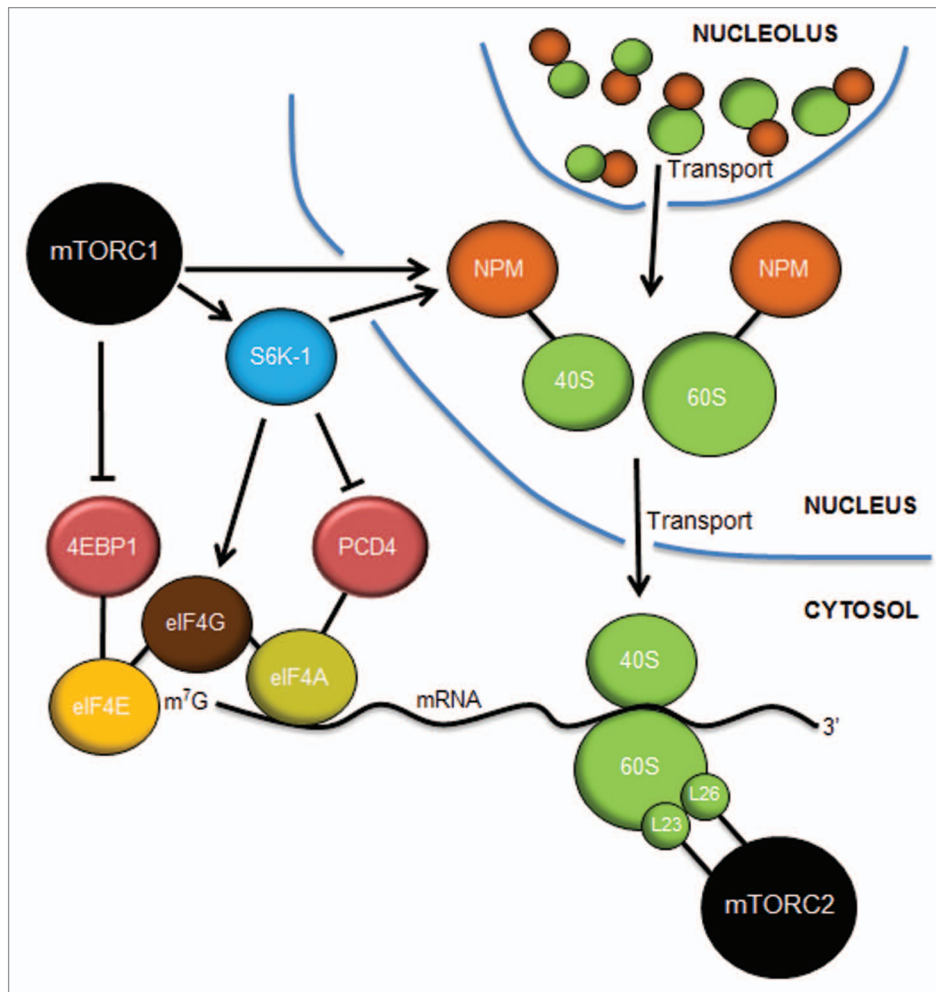 NUCLEOLUS
Transport
mTORC1
NPM
NPM
S6K-1
40S
60S
NUCLEUS
Transport
4EBP1
PCD4
CYTOSOL
eIF4G
40S
eIF4A
eIF4E
m⁷G
mRNA
3'
60S
L26
L23
mTORC2